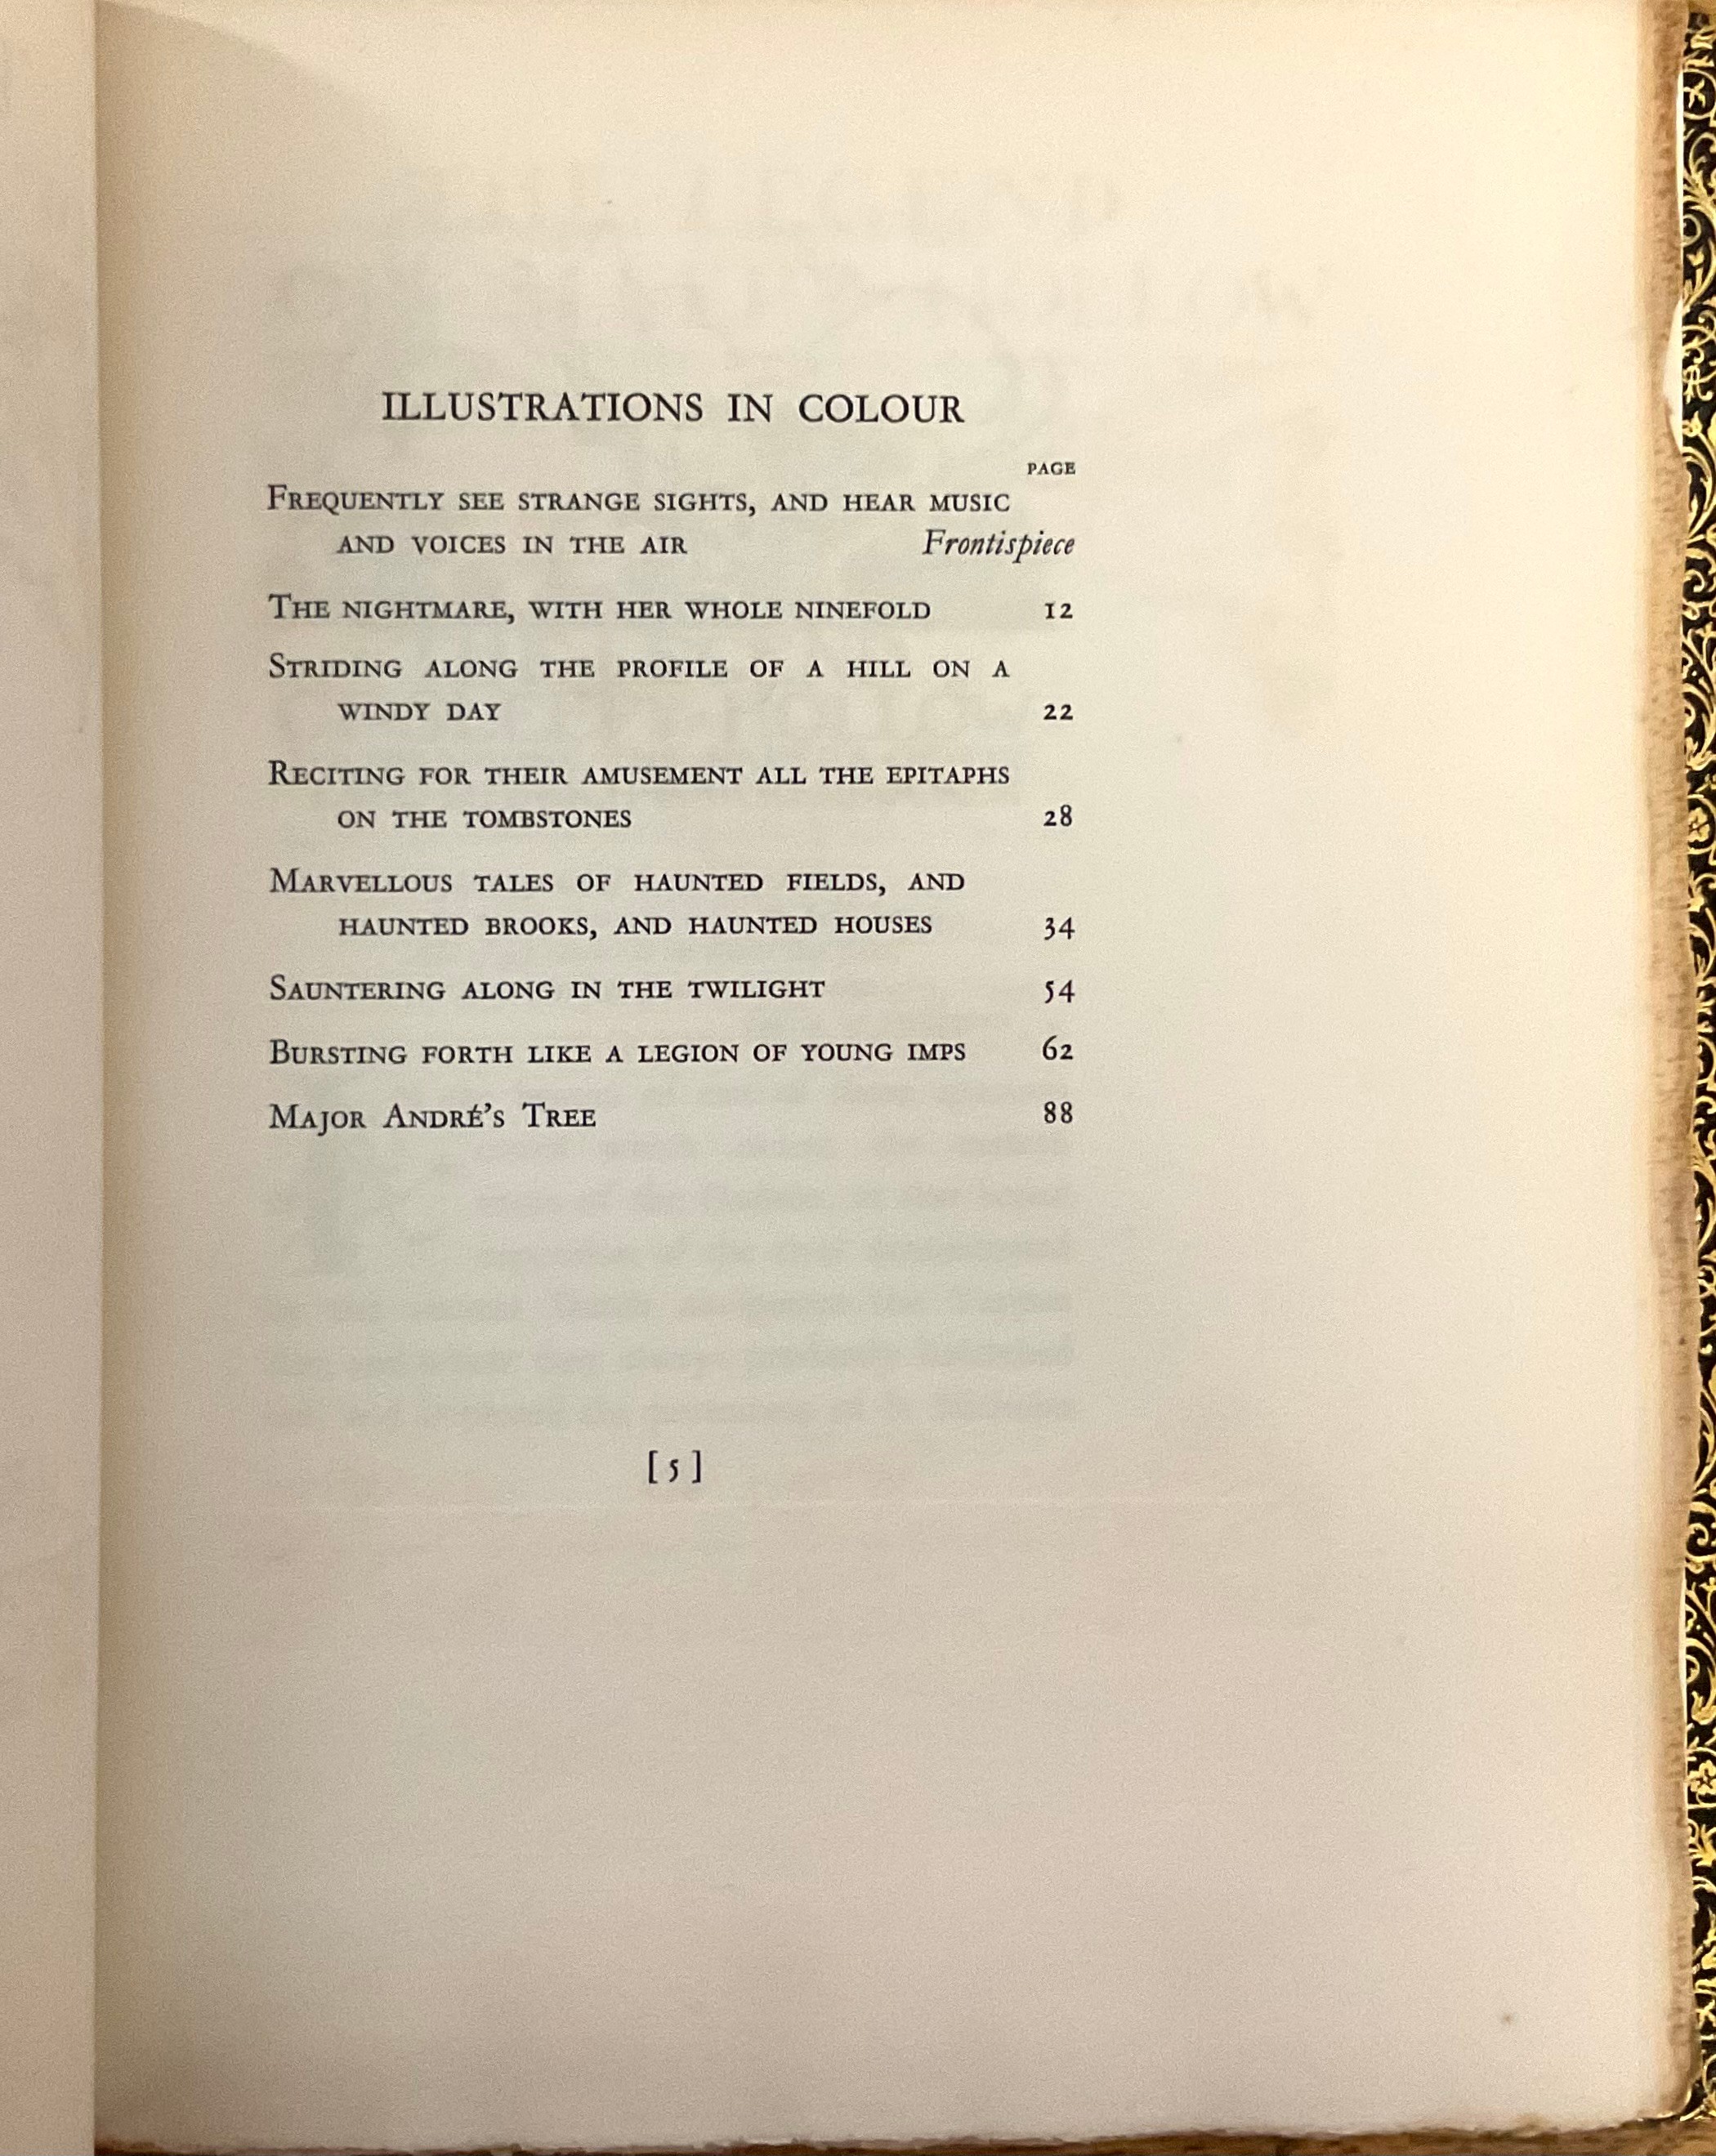 ILLUSTRATIONS IN COLOUR
PAGE
FREQUENTLY SEE STRANGE SIGHTS, AND HEAR MUSIC
AND VOICES IN THE AIR Frontispiece
THE NIGHTMARE, WITH HER WHOLE NINEFOLD 12
STRIDING ALONG THE PROFILE OF A HILL ON A
WINDY DAY 22
RECITING FOR THEIR AMUSEMENT ALL THE EPITAPHS
ON THE TOMBSTONES 28
MARVELLOUS TALES OF HAUNTED FIELDS, AND
HAUNTED BROOKS, AND HAUNTED HOUSES 34
SAUNTERING ALONG IN THE TWILIGHT 54
BURSTING FORTH LIKE A LEGION OF YOUNG IMPS 62
MAJOR ANDRÉ'S TREE 88
[5]